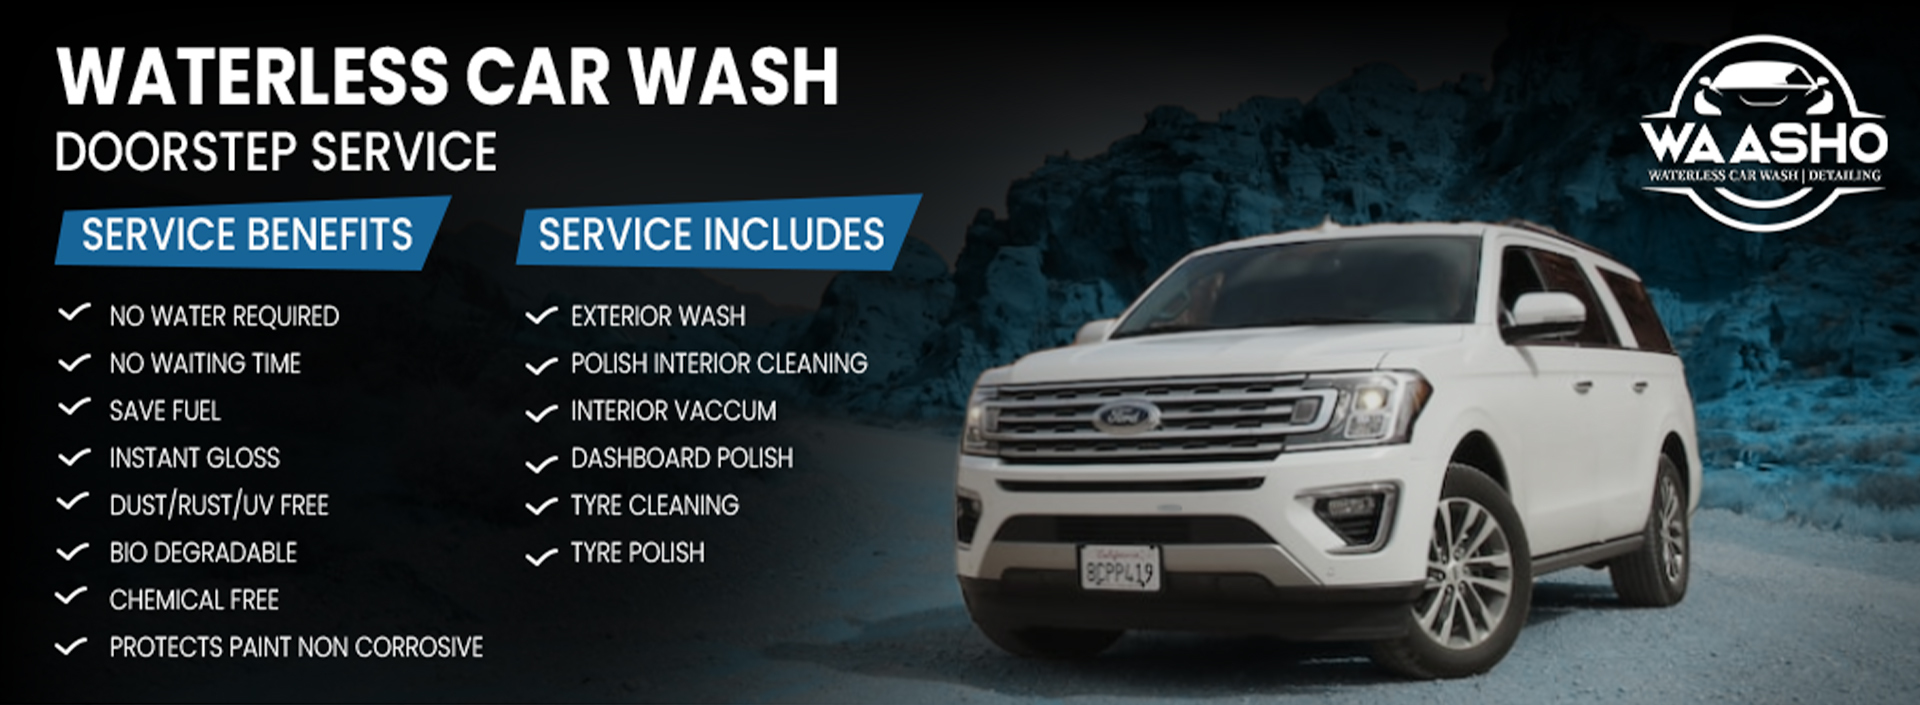 WATERLESS CAR WASH
DOORSTEP SERVICE
SERVICE BENEFITS
NO WATER REQUIRED
NO WAITING TIME
SAVE FUEL
INSTANT GLOSS
DUST/RUST/UV FREE
BIO DEGRADABLE
CHEMICAL FREE
PROTECTS PAINT NON CORROSIVE
SERVICE INCLUDES
EXTERIOR WASH
POLISH INTERIOR CLEANING
INTERIOR VACCUM
DASHBOARD POLISH
TYRE CLEANING
TYRE POLISH
WAASHO
WATERLESS CAR WASH | DETAILING
Ford
California
8CPP419